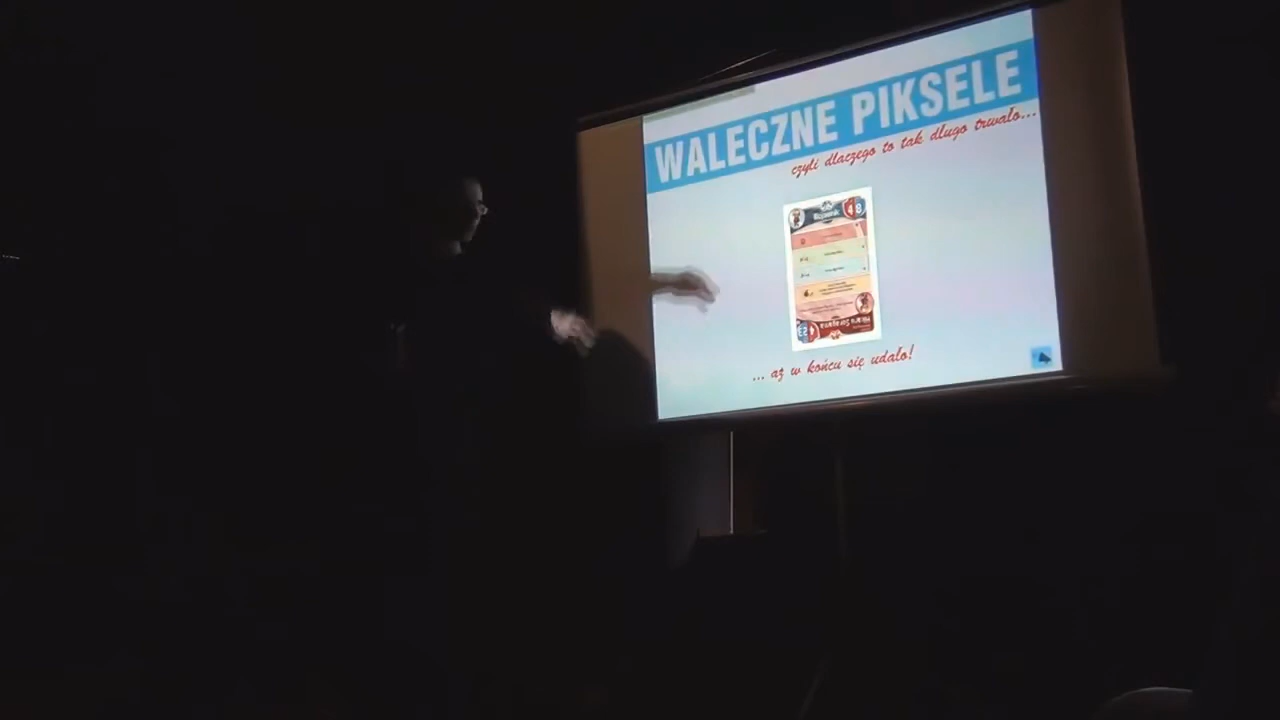 WALECZNE PIKSELE
czyli dlaczego to tak długo trwało...
... aż w końcu się udało!